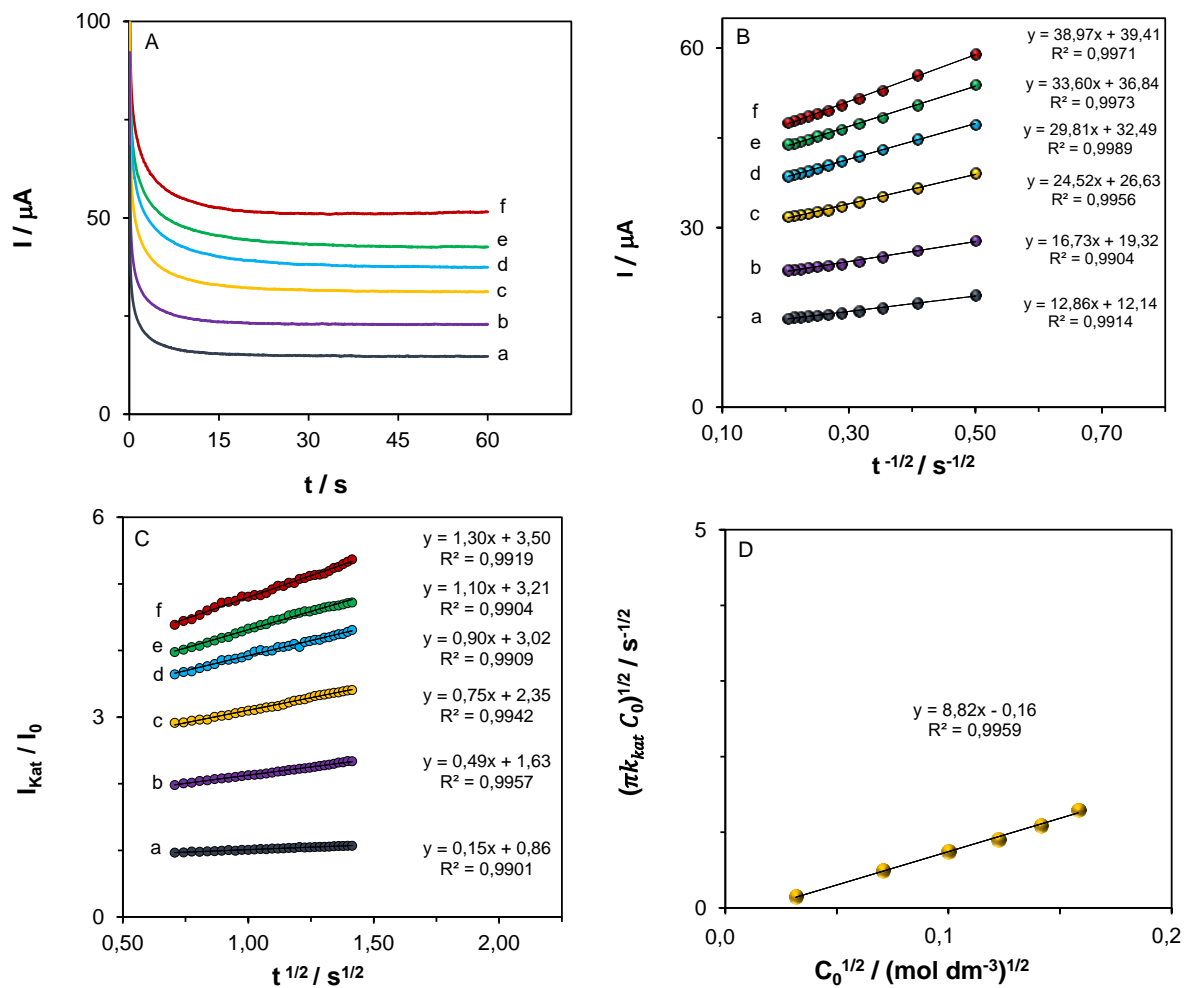 A
I / μA
100
50
0
0 15 30 45 60
t / s
f
e
d
c
b
a
B
I / μA
60
30
0
0,10 0,30 0,50 0,70
t -1/2 / s-1/2
f
e
d
c
b
a
y = 38,97x + 39,41
R² = 0,9971
y = 33,60x + 36,84
R² = 0,9973
y = 29,81x + 32,49
R² = 0,9989
y = 24,52x + 26,63
R² = 0,9956
y = 16,73x + 19,32
R² = 0,9904
y = 12,86x + 12,14
R² = 0,9914
C
IKat / I0
6
3
0
0,50 1,00 1,50 2,00
t 1/2 / s1/2
f
e
d
c
b
a
y = 1,30x + 3,50
R² = 0,9919
y = 1,10x + 3,21
R² = 0,9904
y = 0,90x + 3,02
R² = 0,9909
y = 0,75x + 2,35
R² = 0,9942
y = 0,49x + 1,63
R² = 0,9957
y = 0,15x + 0,86
R² = 0,9901
D
(πkkat C0)1/2 / s-1/2
5
0
0,0 0,1 0,2
C01/2 / (mol dm-3)1/2
y = 8,82x - 0,16
R² = 0,9959